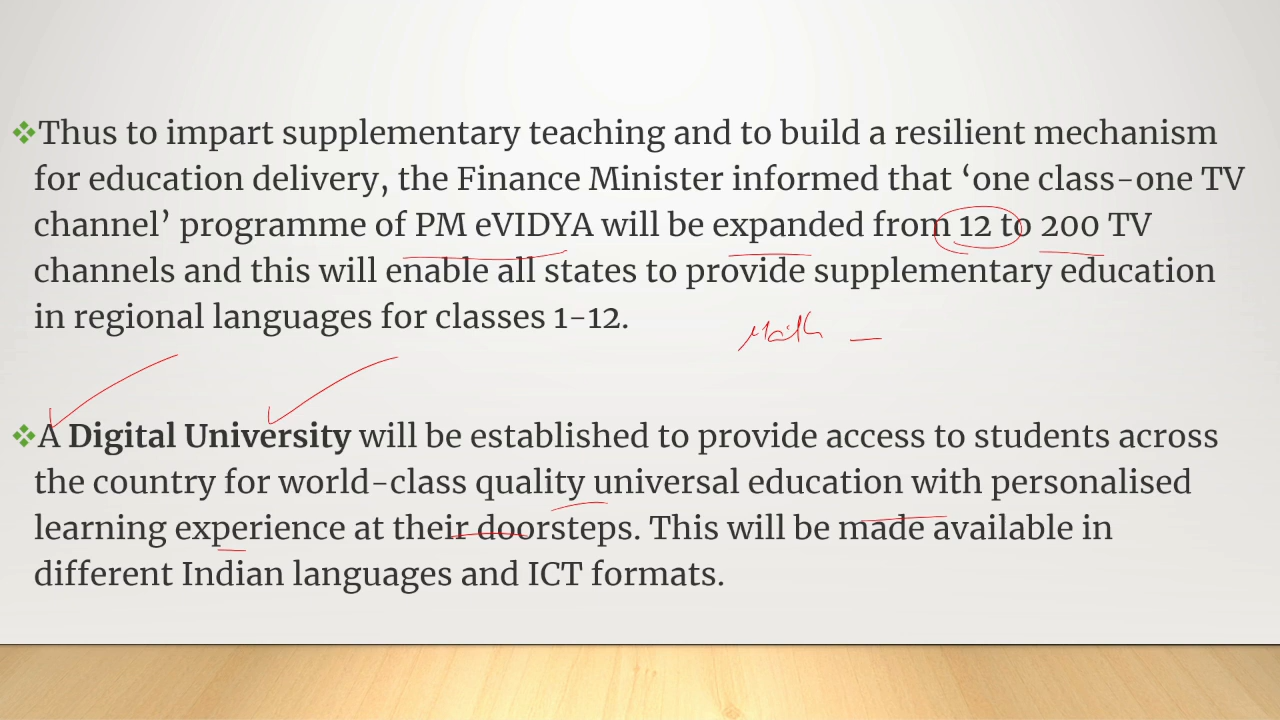 ❖Thus to impart supplementary teaching and to build a resilient mechanism
for education delivery, the Finance Minister informed that ‘one class-one TV
channel’ programme of PM eVIDYA will be expanded from 12 to 200 TV
channels and this will enable all states to provide supplementary education
in regional languages for classes 1-12.
Math —
❖A Digital University will be established to provide access to students across
the country for world-class quality universal education with personalised
learning experience at their doorsteps. This will be made available in
different Indian languages and ICT formats.